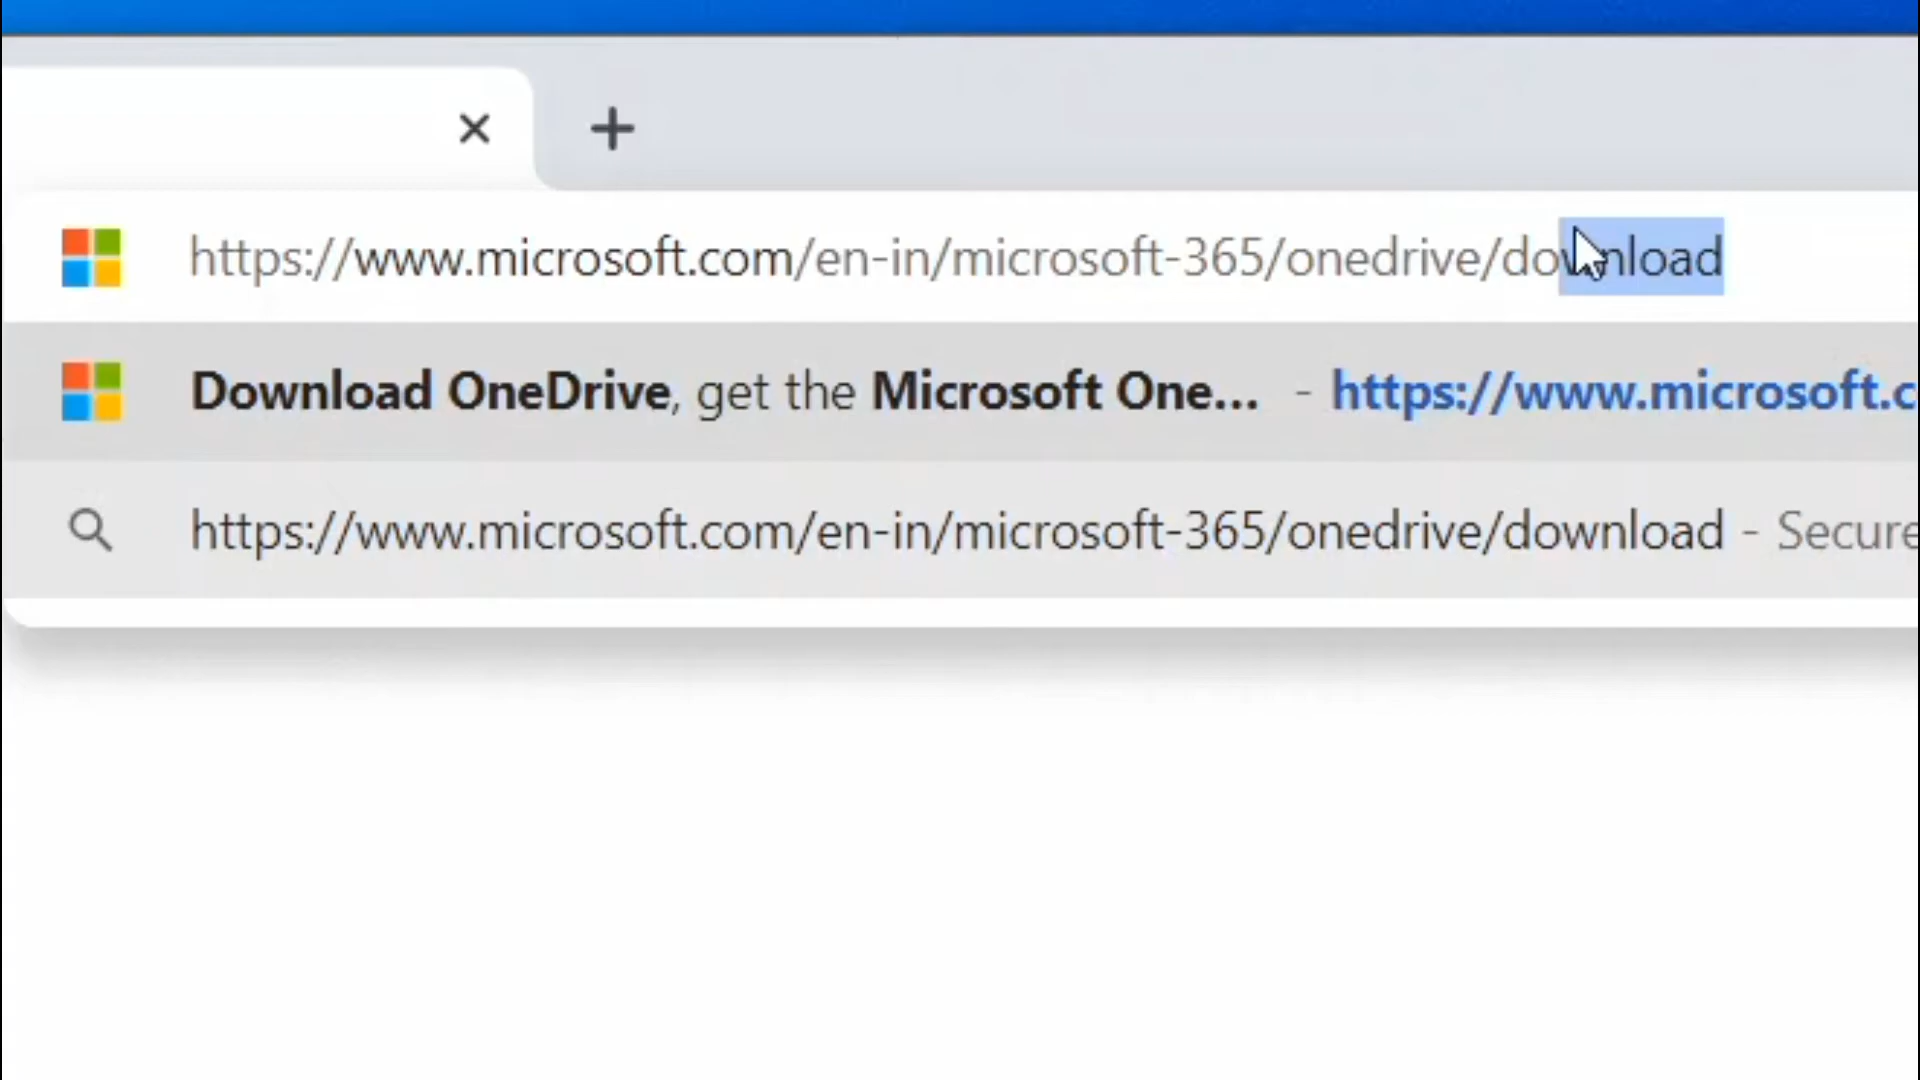 https://www.microsoft.com/en-in/microsoft-365/onedrive/download
Download OneDrive, get the Microsoft One... - https://www.microsoft.c
https://www.microsoft.com/en-in/microsoft-365/onedrive/download - Secure